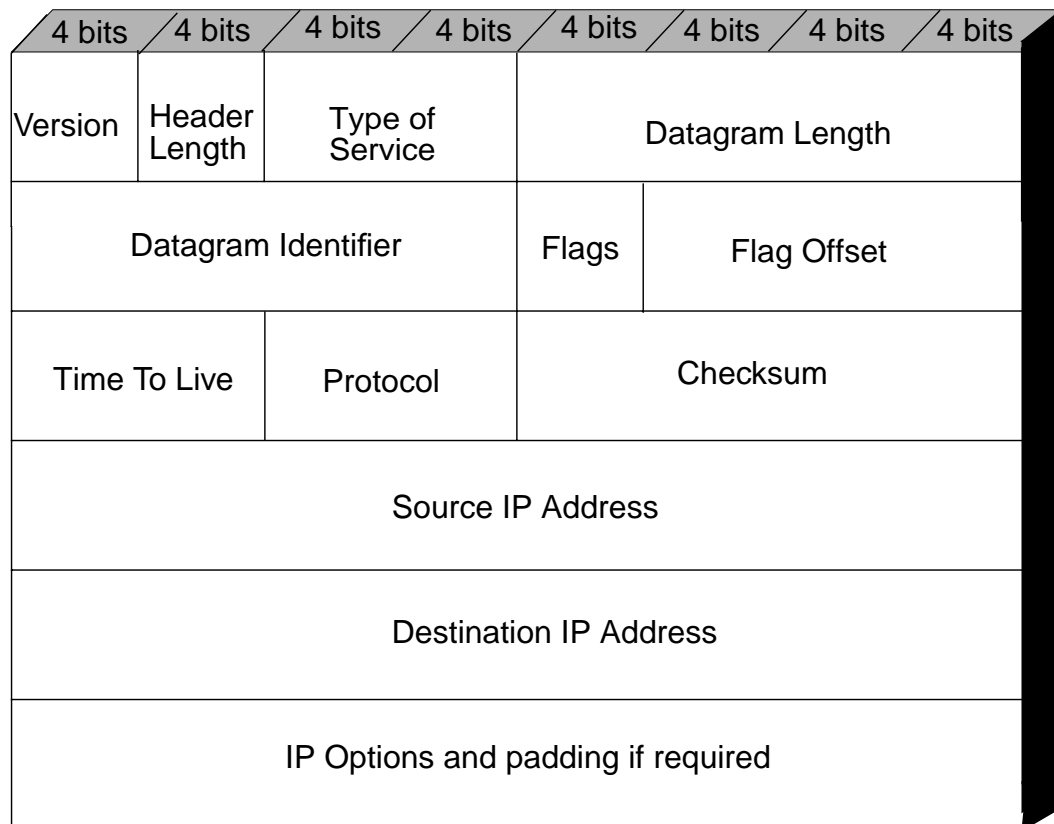 4 bits 4 bits 4 bits 4 bits 4 bits 4 bits 4 bits 4 bits
Version
Header
Length
Type of
Service
Datagram Length
Datagram Identifier
Flags
Flag Offset
Time To Live
Protocol
Checksum
Source IP Address
Destination IP Address
IP Options and padding if required